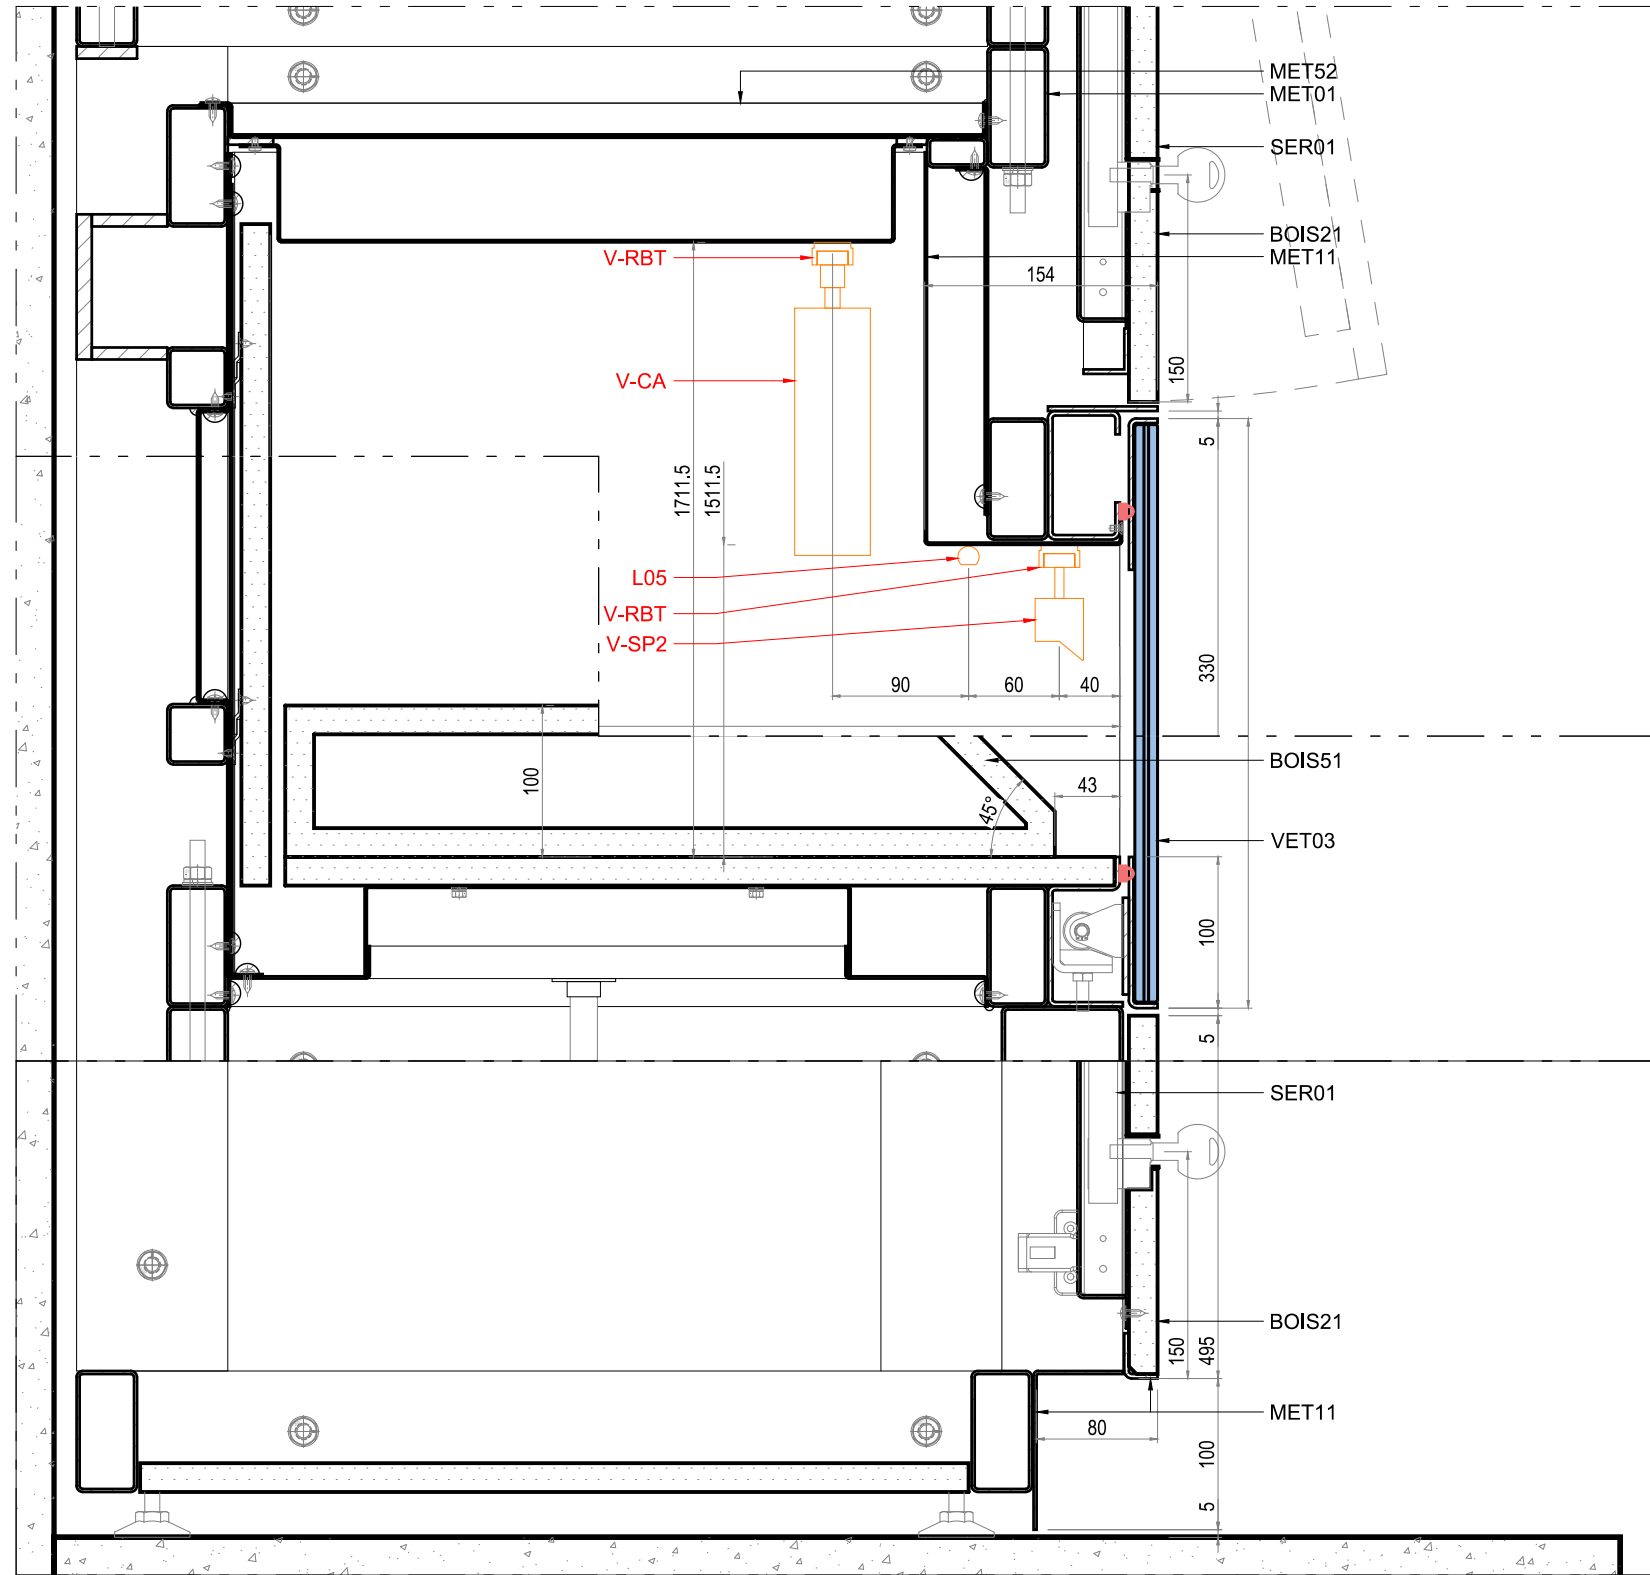 MET52
MET01
SER01
BOIS21
V-RBT
MET11
154
150
V-CA
5
1711.5
1511.5
L05
V-RBT
V-SP2
330
90
60
40
BOIS51
100
43
45°
VET03
100
5
SER01
BOIS21
150
495
MET11
80
100
5